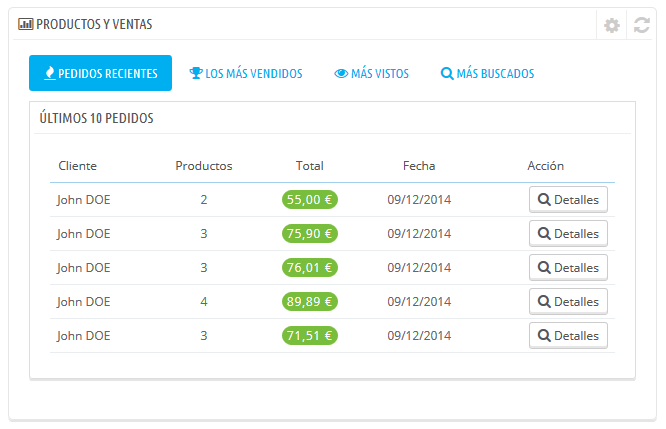 PRODUCTOS Y VENTAS
PEDIDOS RECIENTES LOS MÁS VENDIDOS MÁS VISTOS MÁS BUSCADOS
ÚLTIMOS 10 PEDIDOS
Cliente Productos Total Fecha Acción
John DOE 2 55,00 € 09/12/2014 Detalles
John DOE 3 75,90 € 09/12/2014 Detalles
John DOE 3 76,01 € 09/12/2014 Detalles
John DOE 4 89,89 € 09/12/2014 Detalles
John DOE 3 71,51 € 09/12/2014 Detalles